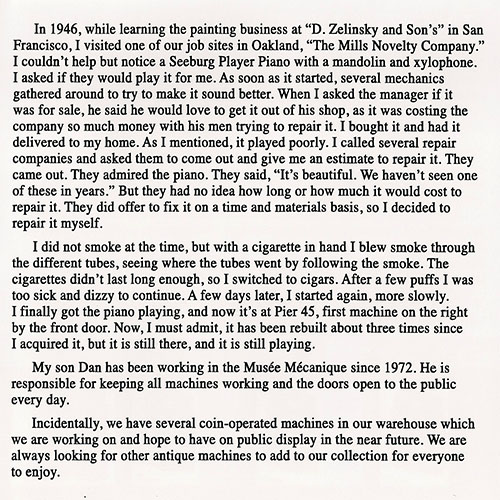 In 1946, while learning the painting business at "D. Zelinsky and Son's" in San
Francisco, I visited one of our job sites in Oakland, "The Mills Novelty Company."
I couldn't help but notice a Seeburg Player Piano with a mandolin and xylophone.
I asked if they would play it for me. As soon as it started, several mechanics
gathered around to try to make it sound better. When I asked the manager if it
was for sale, he said he would love to get it out of his shop, as it was costing the
company so much money with his men trying to repair it. I bought it and had it
delivered to my home. As I mentioned, it played poorly. I called several repair
companies and asked them to come out and give me an estimate to repair it. They
came out. They admired the piano. They said, "It's beautiful. We haven't seen one
of these in years." But they had no idea how long or how much it would cost to
repair it. They did offer to fix it on a time and materials basis, so I decided to
repair it myself.
I did not smoke at the time, but with a cigarette in hand I blew smoke through
the different tubes, seeing where the tubes went by following the smoke. The
cigarettes didn't last long enough, so I switched to cigars. After a few puffs I was
too sick and dizzy to continue. A few days later, I started again, more slowly.
I finally got the piano playing, and now it's at Pier 45, first machine on the right
by the front door. Now, I must admit, it has been rebuilt about three times since
I acquired it, but it is still there, and it is still playing.
My son Dan has been working in the Musée Mécanique since 1972. He is
responsible for keeping all machines working and the doors open to the public
every day.
Incidentally, we have several coin-operated machines in our warehouse which
we are working on and hope to have on public display in the near future. We are
always looking for other antique machines to add to our collection for everyone
to enjoy.